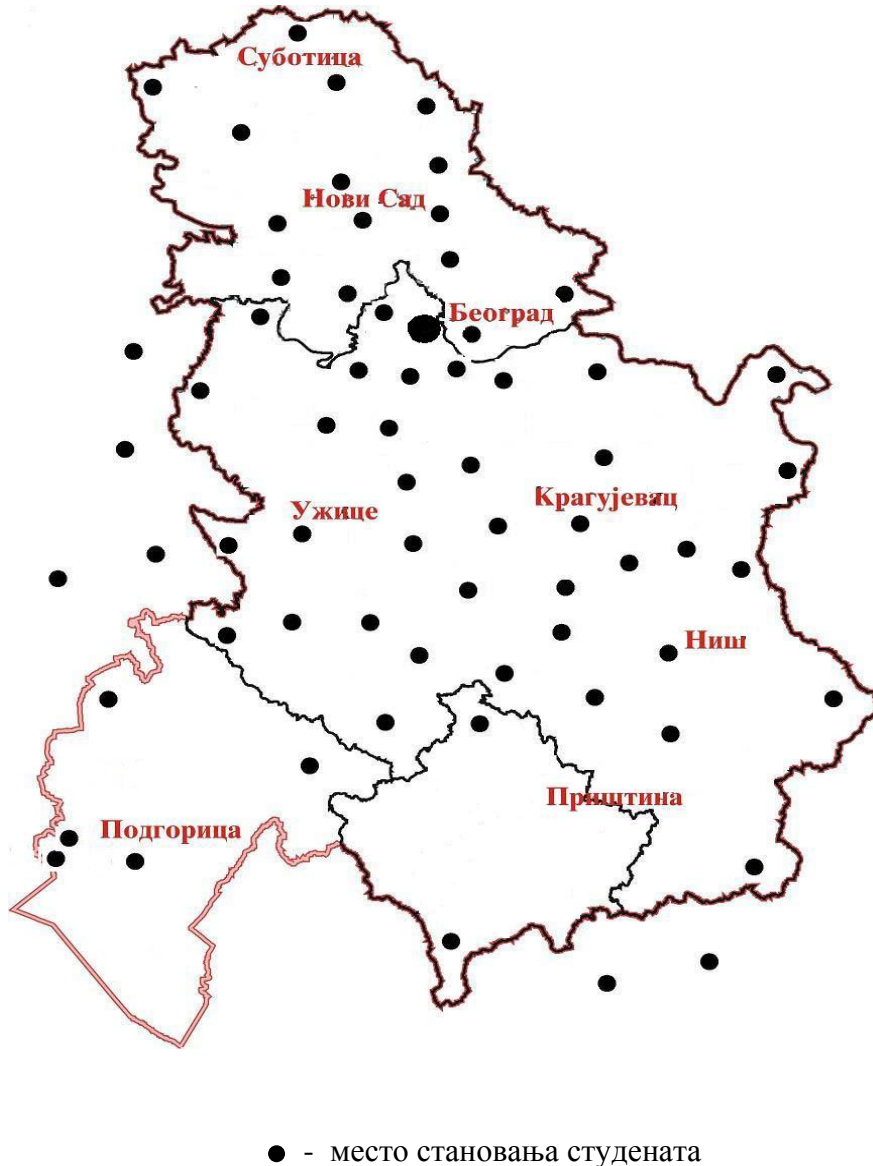 Суботица
Нови Сад
Београд
Ужице
Крагујевац
Ниш
Приштина
Подгорица
- место становања студената